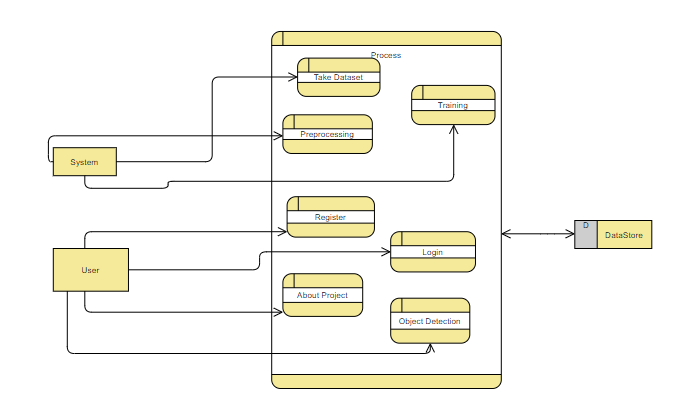 Process
Take Dataset
Training
Preprocessing
System
Register
D
DataStore
Login
User
About Project
Object Detection